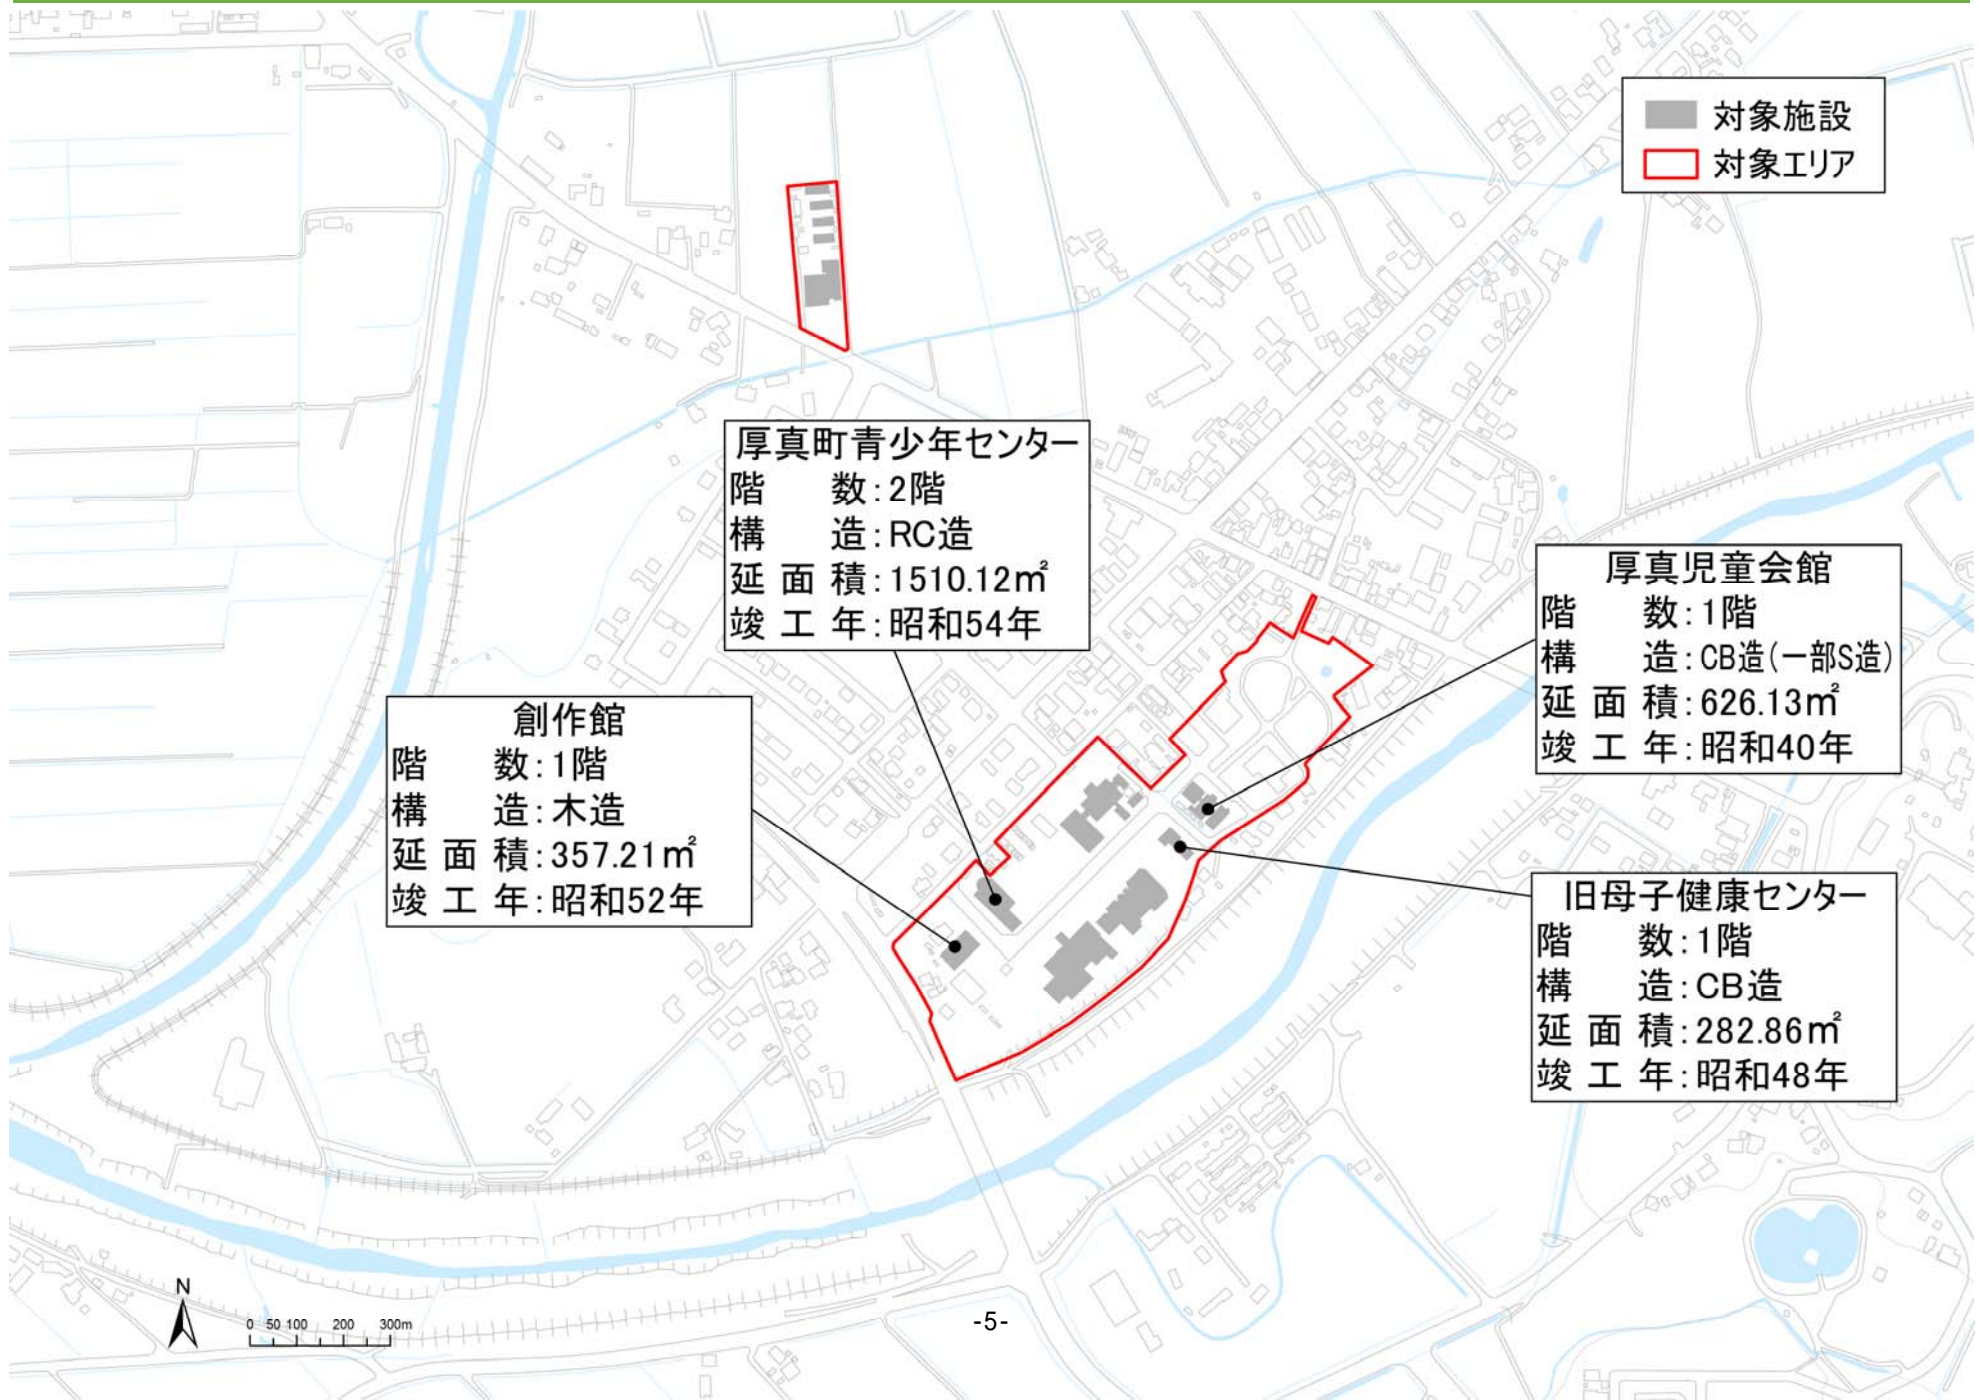 対象施設
対象エリア
厚真町青少年センター
階数:2階
構造:RC造
延面積:1510.12㎡
竣工年:昭和54年
厚真児童会館
階数:1階
構造:CB造(一部S造)
延面積:626.13㎡
竣工年:昭和40年
創作館
階数:1階
構造:木造
延面積:357.21㎡
竣工年:昭和52年
旧母子健康センター
階数:1階
構造:CB造
延面積:282.86㎡
竣工年:昭和48年
N
0 50 100 200 300m
-5-